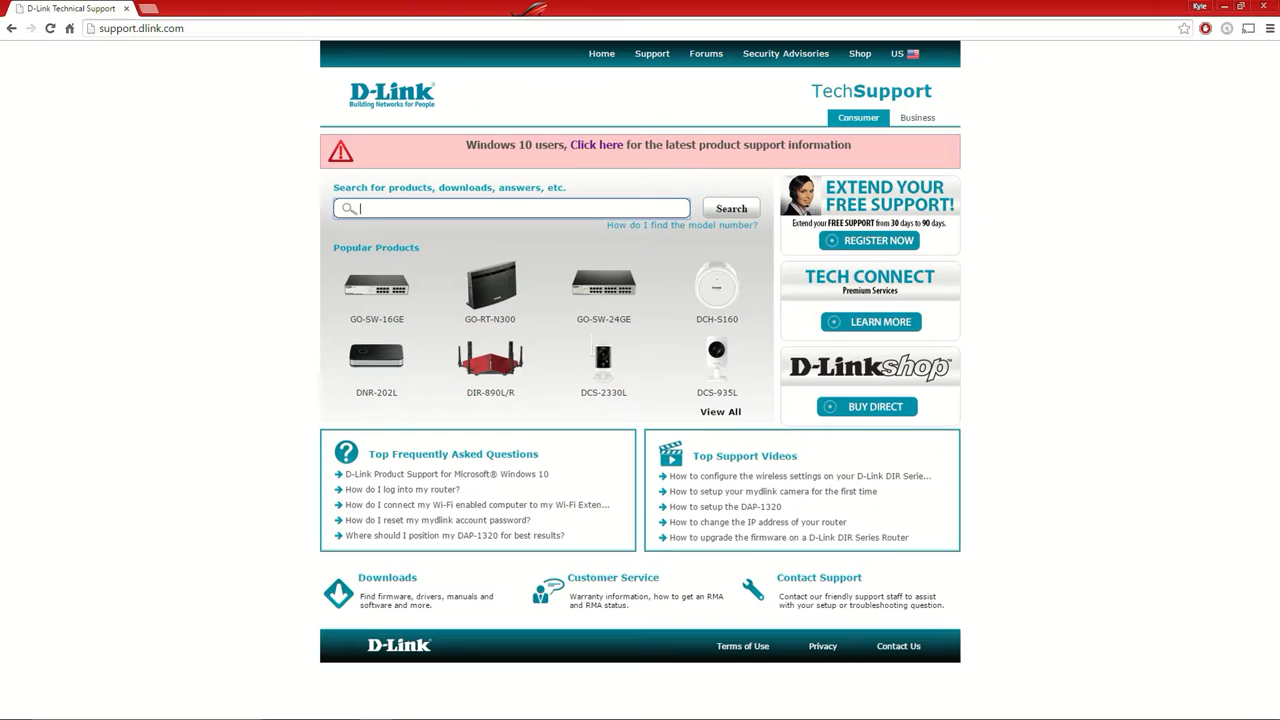 D-Link Technical Support
Kyle
support.dlink.com
Home Support Forums Security Advisories Shop US
D-Link
Building Networks for People
TechSupport
Consumer Business
Windows 10 users, Click here for the latest product support information
Search for products, downloads, answers, etc.
Search
How do I find the model number?
Popular Products
GO-SW-16GE GO-RT-N300 GO-SW-24GE DCH-S160
DNR-202L DIR-890L/R DCS-2330L DCS-935L
View All
EXTEND YOUR
FREE SUPPORT!
Extend your FREE SUPPORT from 30 days to 90 days.
REGISTER NOW
TECH CONNECT
Premium Services
LEARN MORE
D-Linkshop
BUY DIRECT
Top Frequently Asked Questions
D-Link Product Support for Microsoft® Windows 10
How do I log into my router?
How do I connect my Wi-Fi enabled computer to my Wi-Fi Exten...
How do I reset my mydlink account password?
Where should I position my DAP-1320 for best results?
Top Support Videos
How to configure the wireless settings on your D-Link DIR Serie...
How to setup your mydlink camera for the first time
How to setup the DAP-1320
How to change the IP address of your router
How to upgrade the firmware on a D-Link DIR Series Router
Downloads
Find firmware, drivers, manuals and
software and more.
Customer Service
Warranty information, how to get an RMA
and RMA status.
Contact Support
Contact our friendly support staff to assist
with your setup or troubleshooting question.
D-Link
Terms of Use Privacy Contact Us